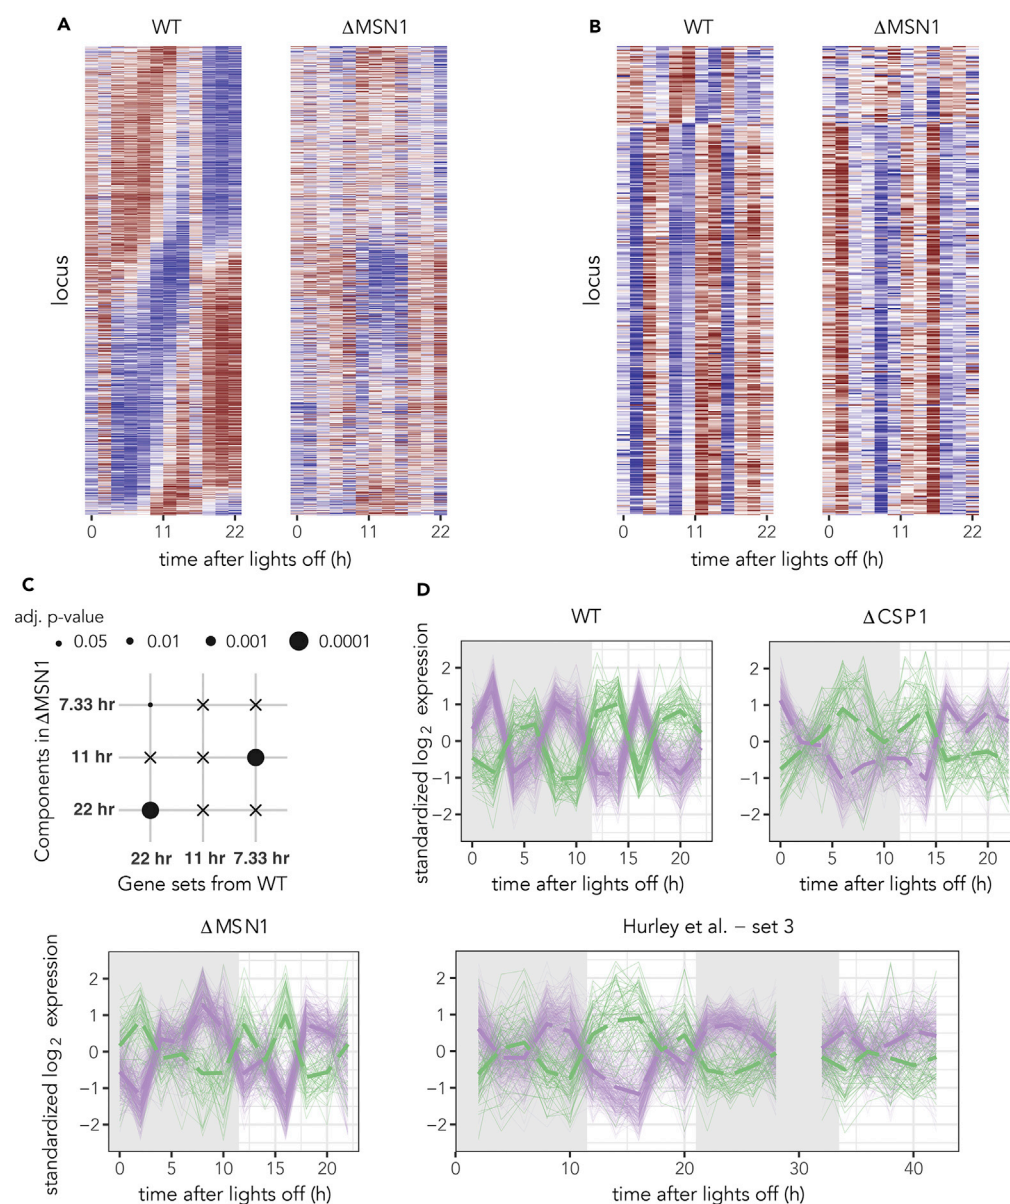 A
WT
ΔMSN1
locus
0 11 22
0 11 22
time after lights off (h)
B
WT
ΔMSN1
locus
0 11 22
0 11 22
time after lights off (h)
C
adj. p-value
0.05 0.01 0.001 0.0001
Components in ΔMSN1
7.33 hr
11 hr
22 hr
22 hr 11 hr 7.33 hr
Gene sets from WT
D
WT
standardized log2 expression
2
1
0
−1
−2
0 5 10 15 20
time after lights off (h)
ΔCSP1
2
1
0
−1
−2
0 5 10 15 20
time after lights off (h)
ΔMSN1
standardized log2 expression
2
1
0
−1
−2
0 5 10 15 20
time after lights off (h)
Hurley et al. – set 3
2
1
0
−1
−2
0 10 20 30 40
time after lights off (h)